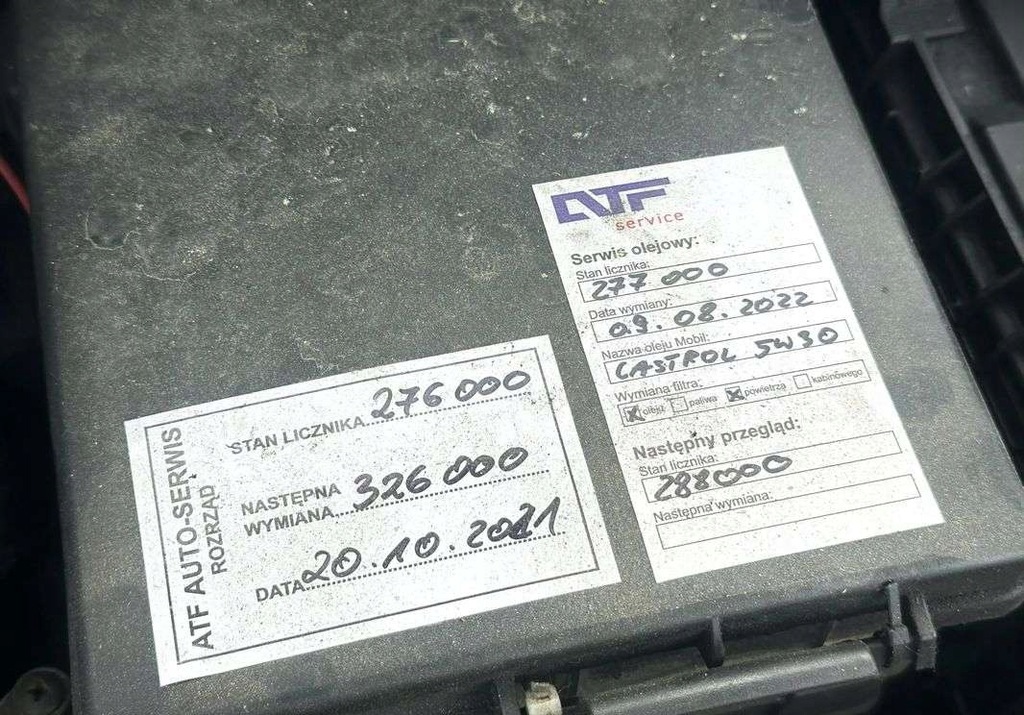 ATF AUTO-SERWIS
ROZRZĄD
STAN LICZNIKA 276 000
NASTĘPNA
WYMIANA 326 000
DATA 20.10.2021
ATF
service
Serwis olejowy:
Stan licznika:
277 000
Data wymiany:
09.08.2022
Nazwa oleju Mobil:
CASTROL 5W30
Wymiana filtra:
oleju paliwa powietrza kabinowego
Następny przegląd:
Stan licznika:
288000
Następna wymiana: